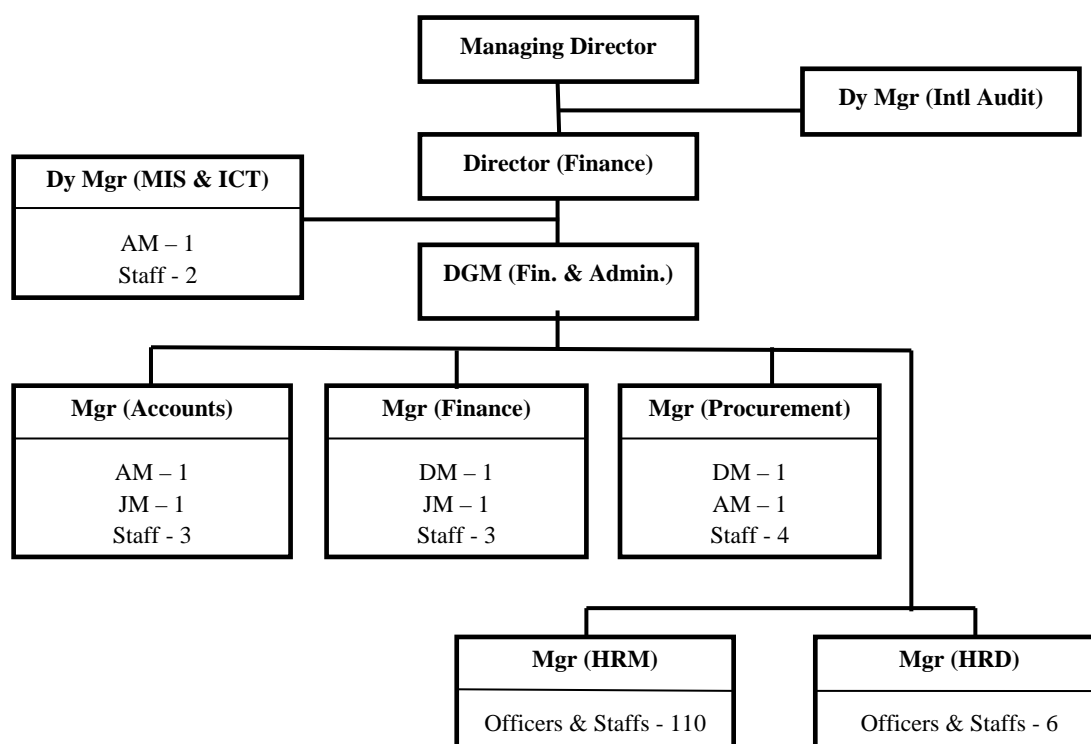 Managing Director
Dy Mgr (Intl Audit)
Director (Finance)
Dy Mgr (MIS & ICT)
AM – 1
Staff - 2
DGM (Fin. & Admin.)
Mgr (Accounts)
AM – 1
JM – 1
Staff - 3
Mgr (Finance)
DM – 1
JM – 1
Staff - 3
Mgr (Procurement)
DM – 1
AM – 1
Staff - 4
Mgr (HRM)
Officers & Staffs - 110
Mgr (HRD)
Officers & Staffs - 6